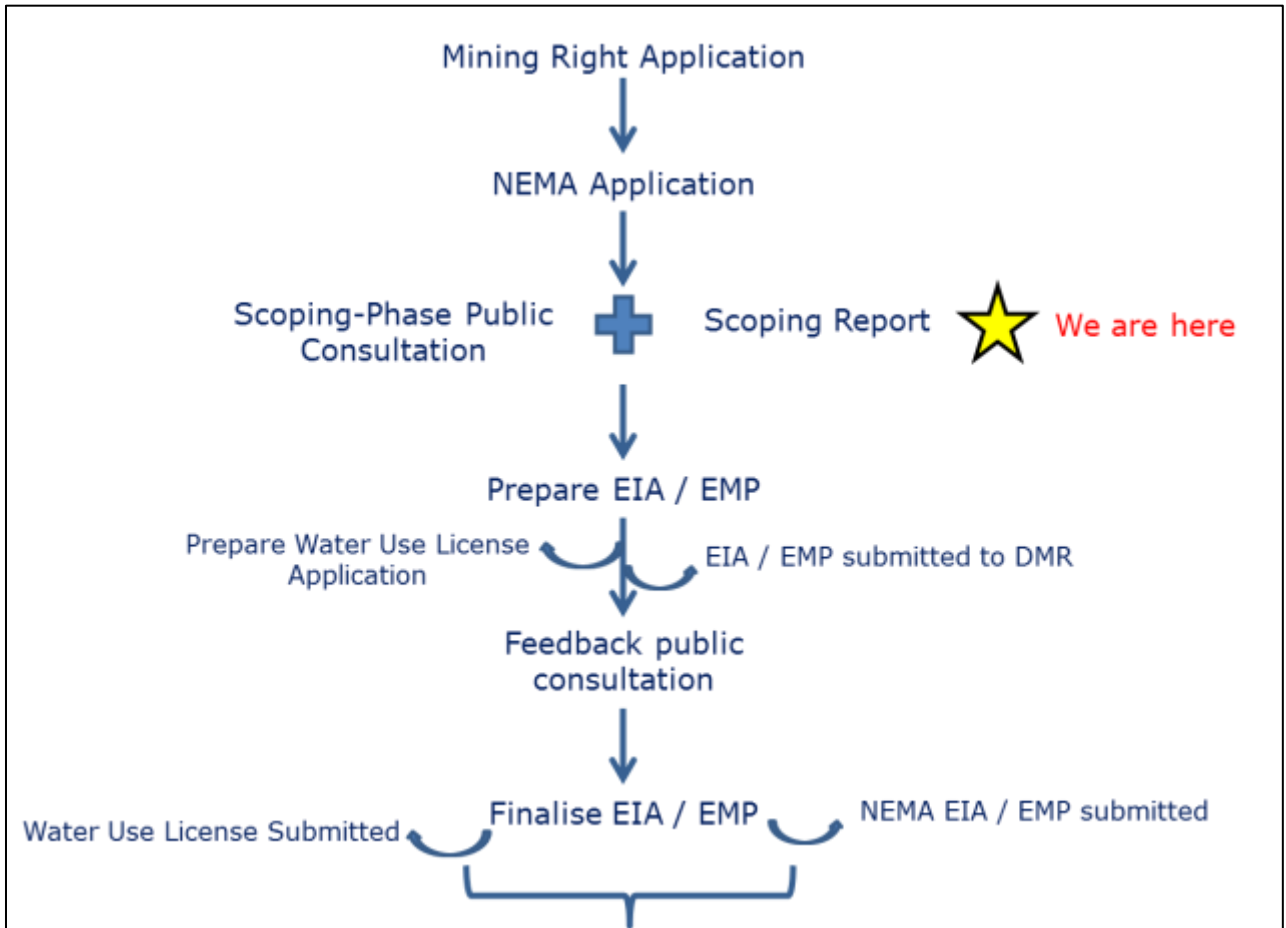 Mining Right Application
NEMA Application
Scoping-Phase Public
Consultation
Scoping Report
We are here
Prepare EIA / EMP
Prepare Water Use License
Application
EIA / EMP submitted to DMR
Feedback public
consultation
Finalise EIA / EMP
Water Use License Submitted
NEMA EIA / EMP submitted